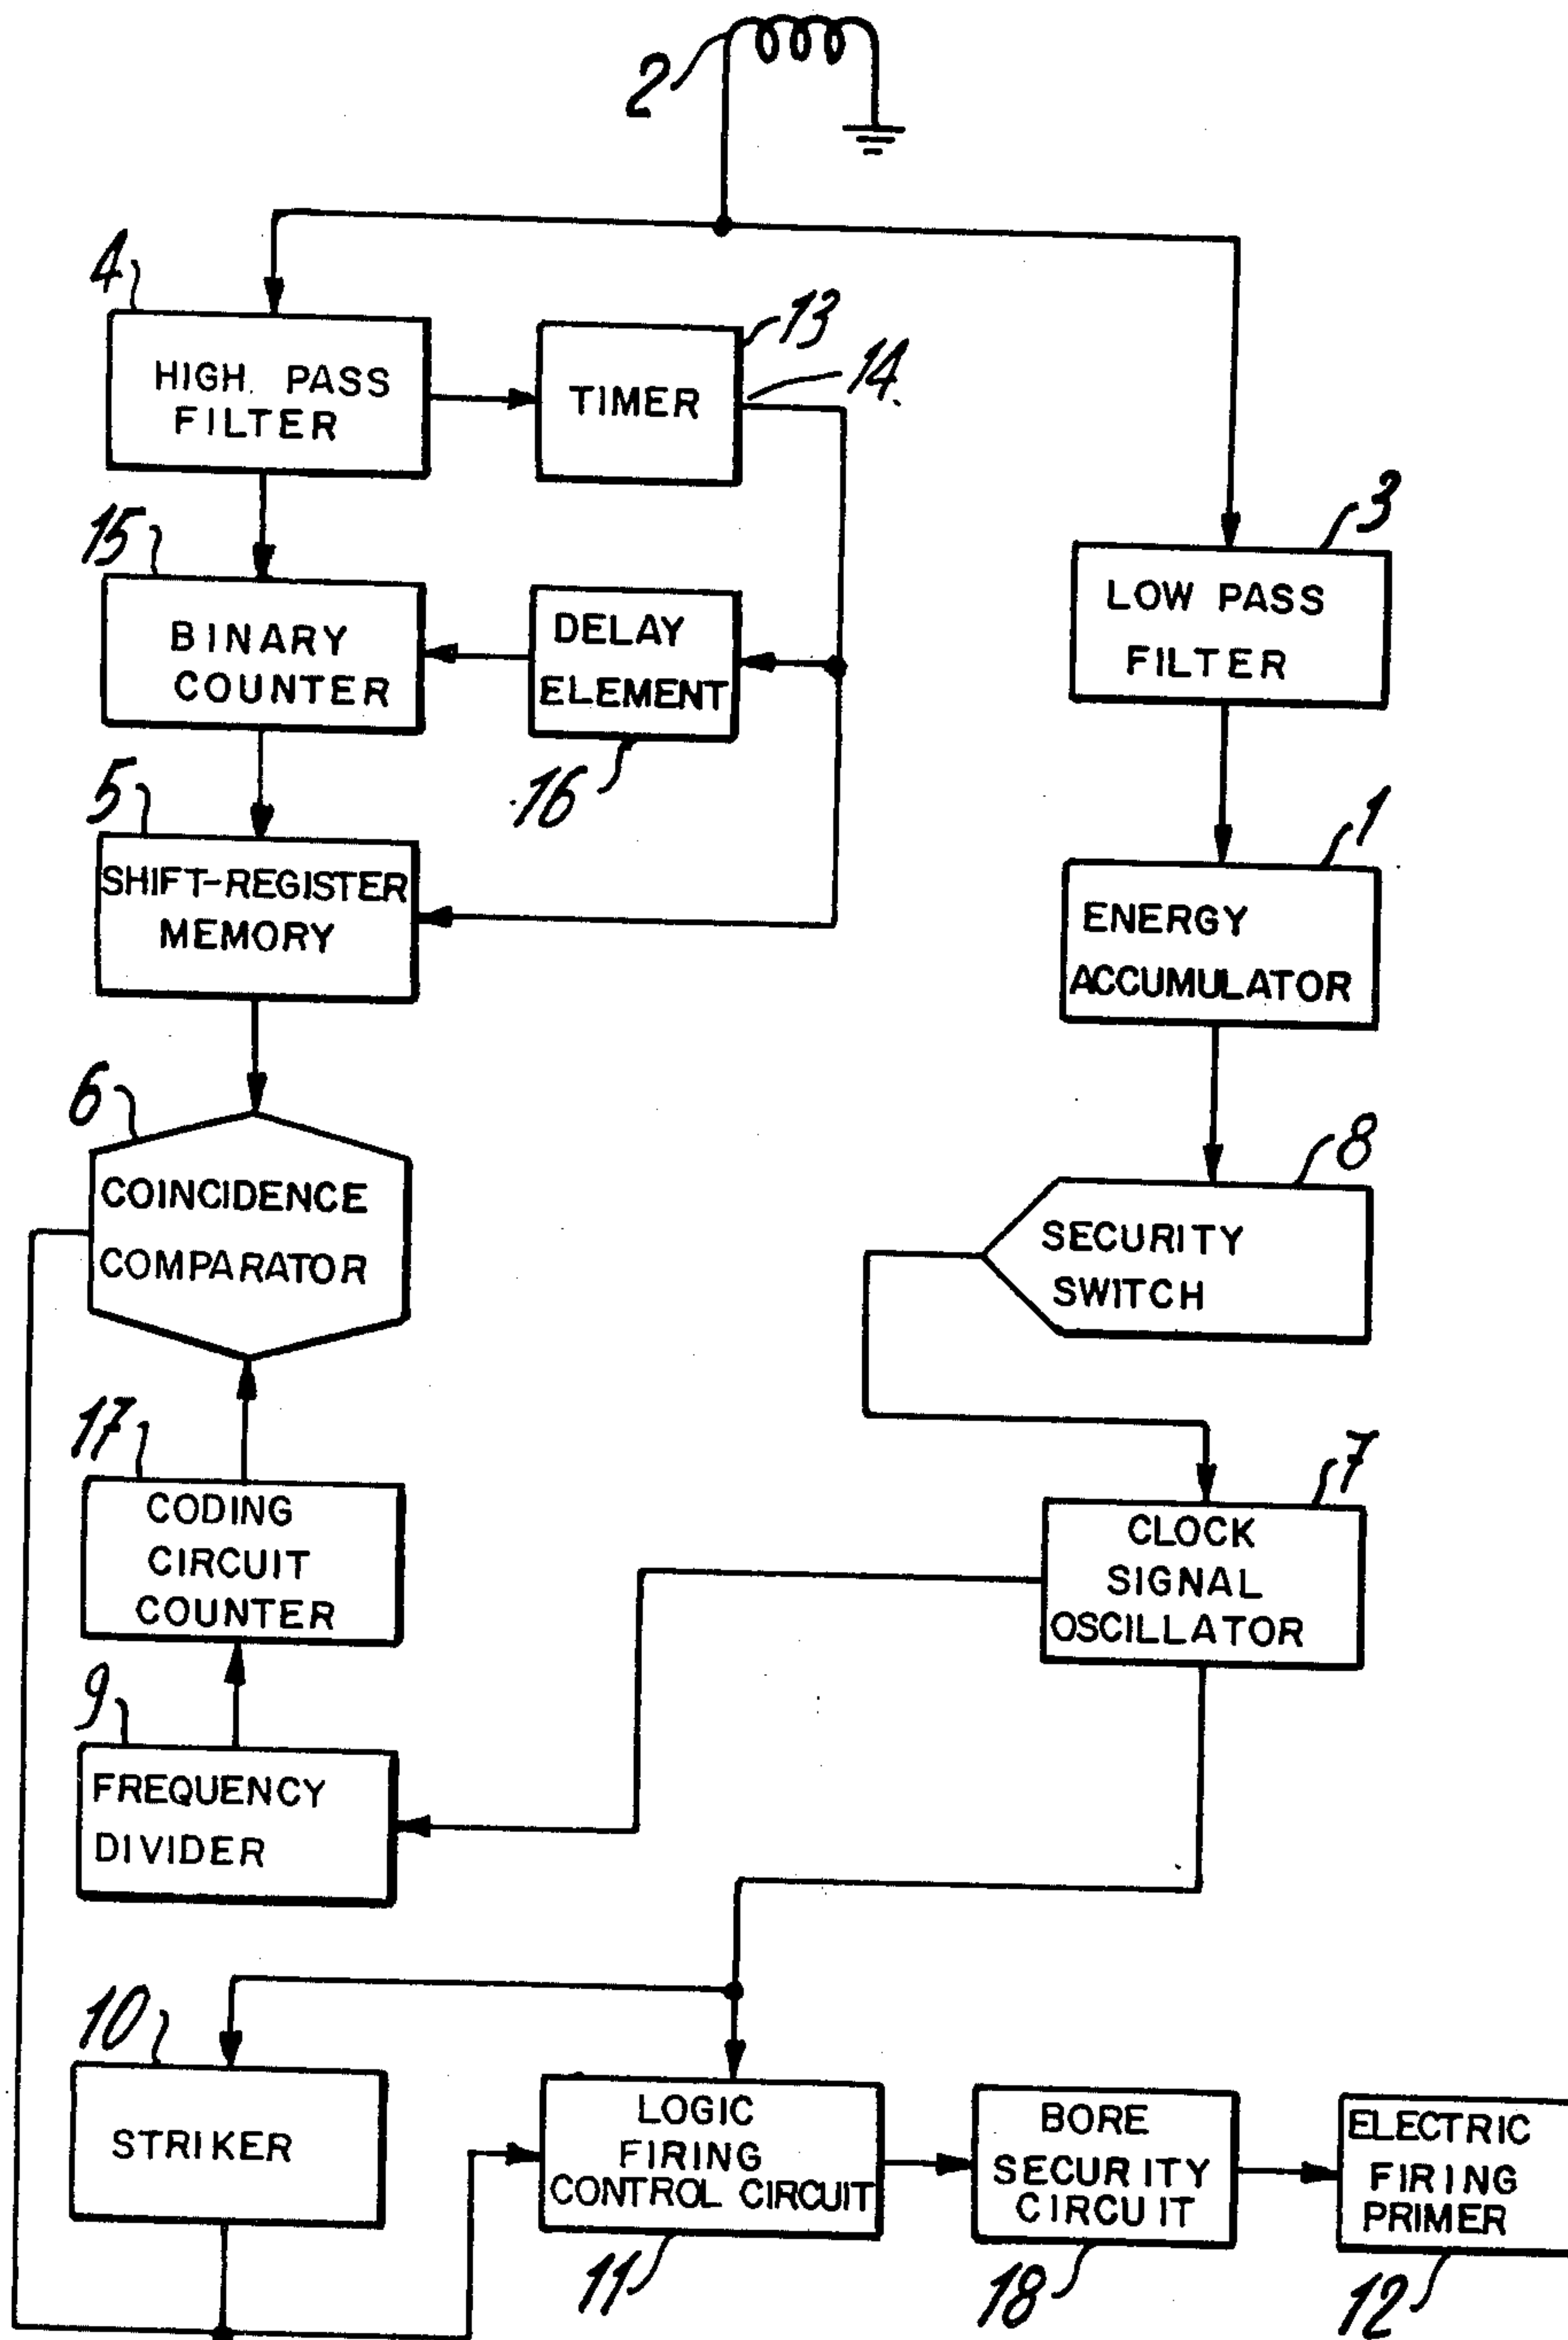 2
4
13
HIGH. PASS
FILTER
TIMER
14.
15
3
BINARY
COUNTER
DELAY
ELEMENT
LOW PASS
FILTER
16
5
1
SHIFT-REGISTER
MEMORY
ENERGY
ACCUMULATOR
6
8
COINCIDENCE
COMPARATOR
SECURITY
SWITCH
17
7
CODING
CIRCUIT
COUNTER
CLOCK
SIGNAL
OSCILLATOR
9
FREQUENCY
DIVIDER
10
STRIKER
LOGIC
FIRING
CONTROL CIRCUIT
BORE
SECURITY
CIRCUIT
ELECTRIC
FIRING
PRIMER
11
18
12